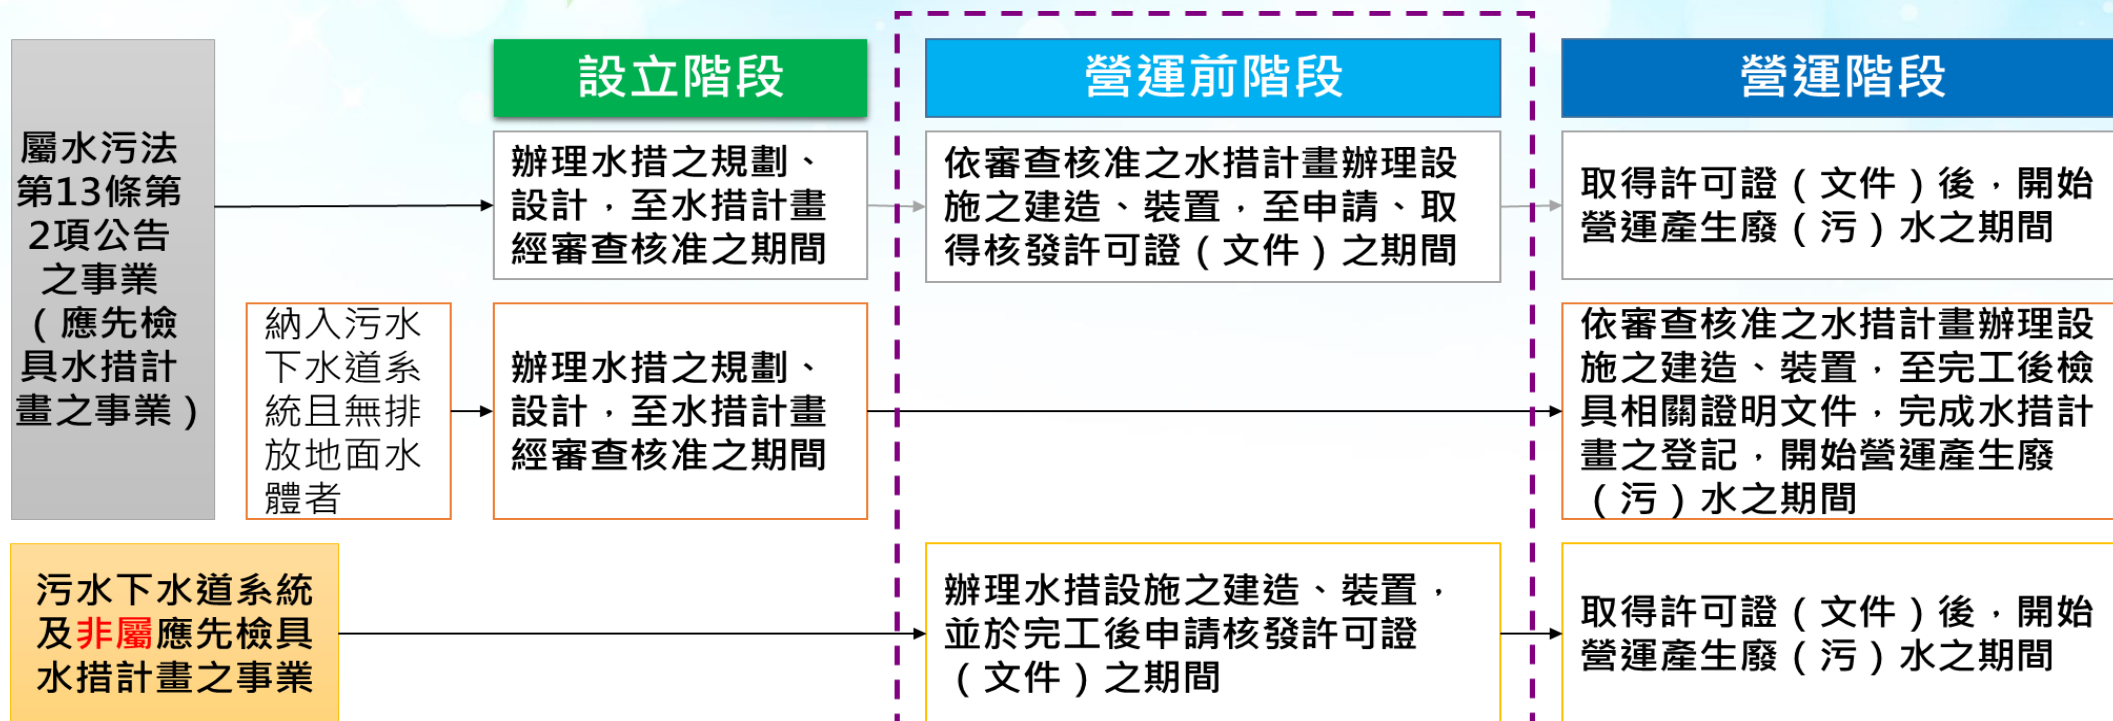 設立階段
營運前階段
營運階段
屬水污法
第13條第
2項公告
之事業
（應先檢
具水措計
畫之事業）
辦理水措之規劃、
設計，至水措計畫
經審查核准之期間
依審查核准之水措計畫辦理設
施之建造、裝置，至申請、取
得核發許可證（文件）之期間
取得許可證（文件）後，開始
營運產生廢（污）水之期間
納入污水
下水道系
統且無排
放地面水
體者
辦理水措之規劃、
設計，至水措計畫
經審查核准之期間
依審查核准之水措計畫辦理設
施之建造、裝置，至完工後檢
具相關證明文件，完成水措計
畫之登記，開始營運產生廢
（污）水之期間
污水下水道系統
及非屬應先檢具
水措計畫之事業
辦理水措設施之建造、裝置，
並於完工後申請核發許可證
（文件）之期間
取得許可證（文件）後，開始
營運產生廢（污）水之期間